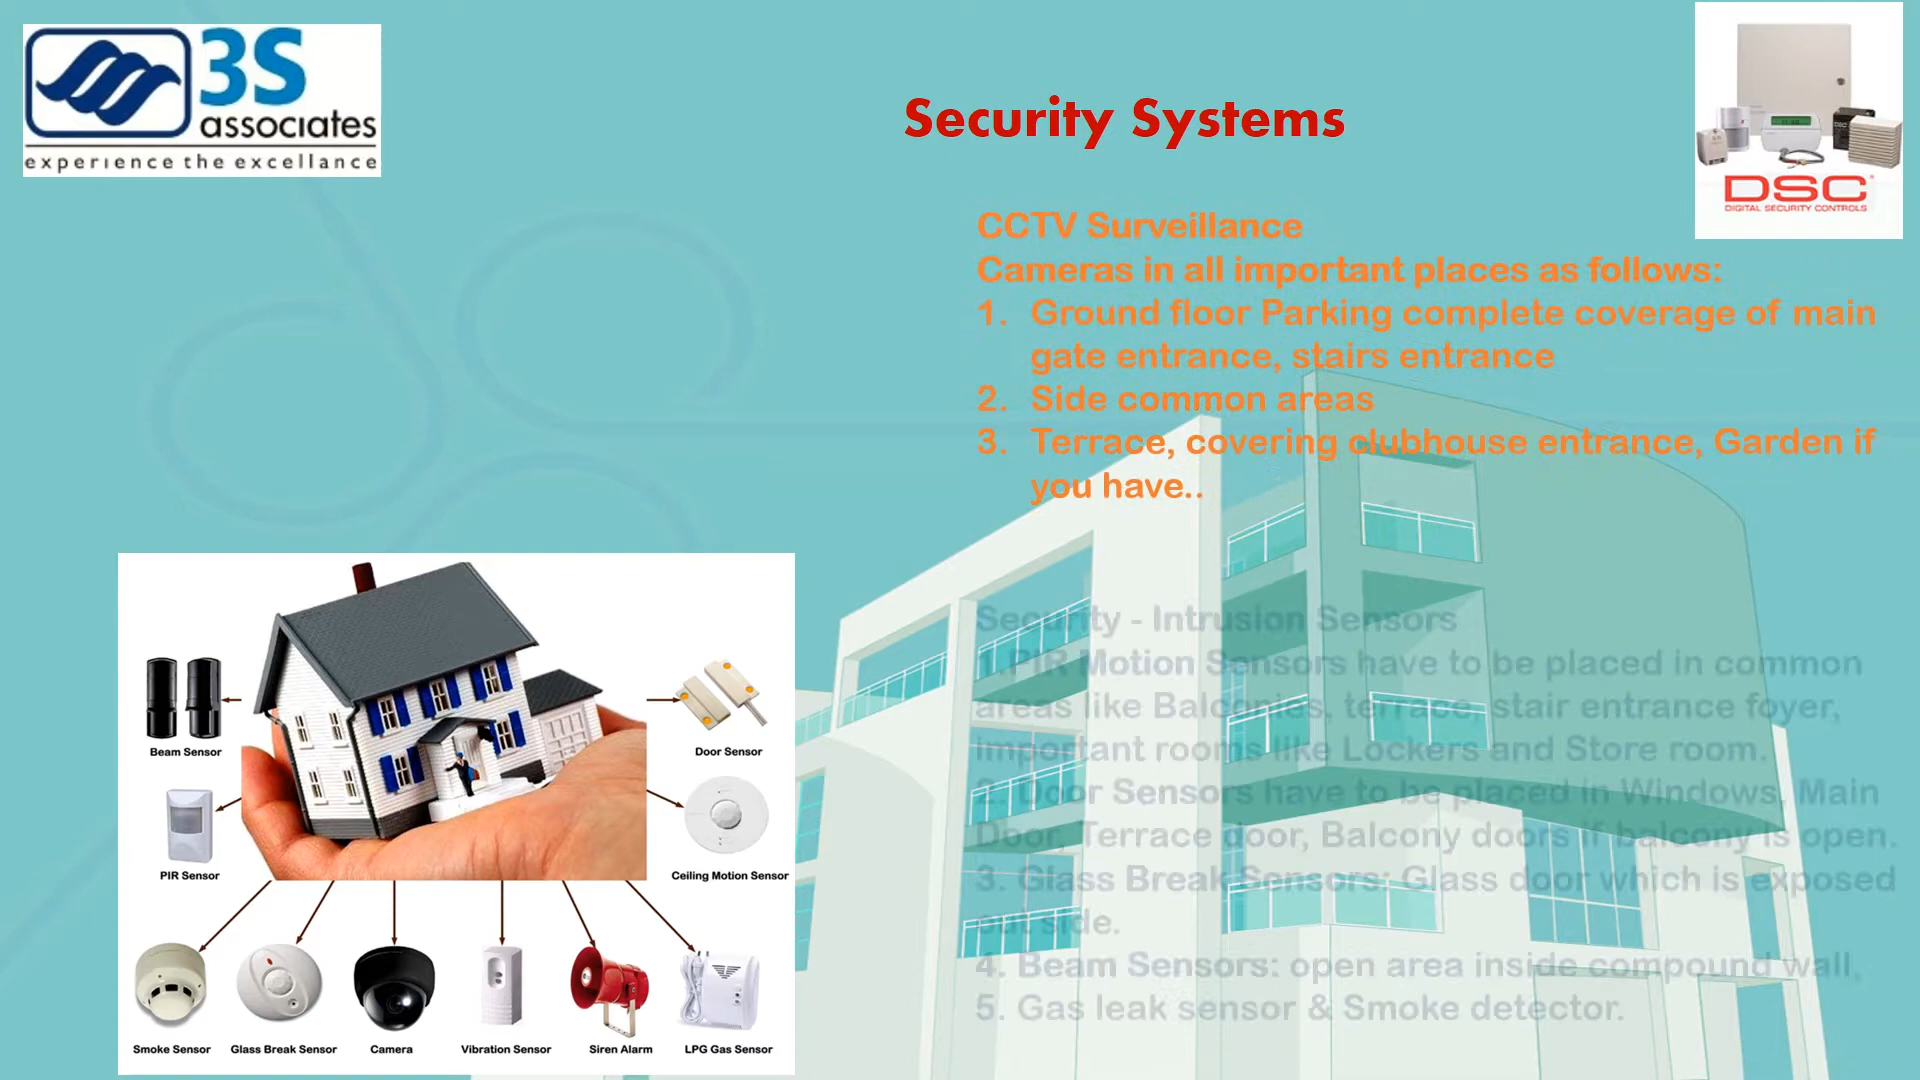 3S
associates
experience the excellance
Security Systems
DSC
DIGITAL SECURITY CONTROLS
CCTV Surveillance
Cameras in all important places as follows:
1. Ground floor Parking complete coverage of main
gate entrance, stairs entrance
2. Side common areas
3. Terrace, covering clubhouse entrance, Garden if
you have..
Security - Intrusion Sensors
1.PIR Motion Sensors have to be placed in common
areas like Balconies, terrace, stair entrance foyer,
important rooms like Lockers and Store room.
2. Door Sensors have to be placed in Windows, Main
Door, Terrace door, Balcony doors if balcony is open.
3. Glass Break Sensors: Glass door which is exposed
out side.
4. Beam Sensors: open area inside compound wall,
5. Gas leak sensor & Smoke detector.
Beam Sensor
Door Sensor
PIR Sensor
Ceiling Motion Sensor
Smoke Sensor
Glass Break Sensor
Camera
Vibration Sensor
Siren Alarm
LPG Gas Sensor